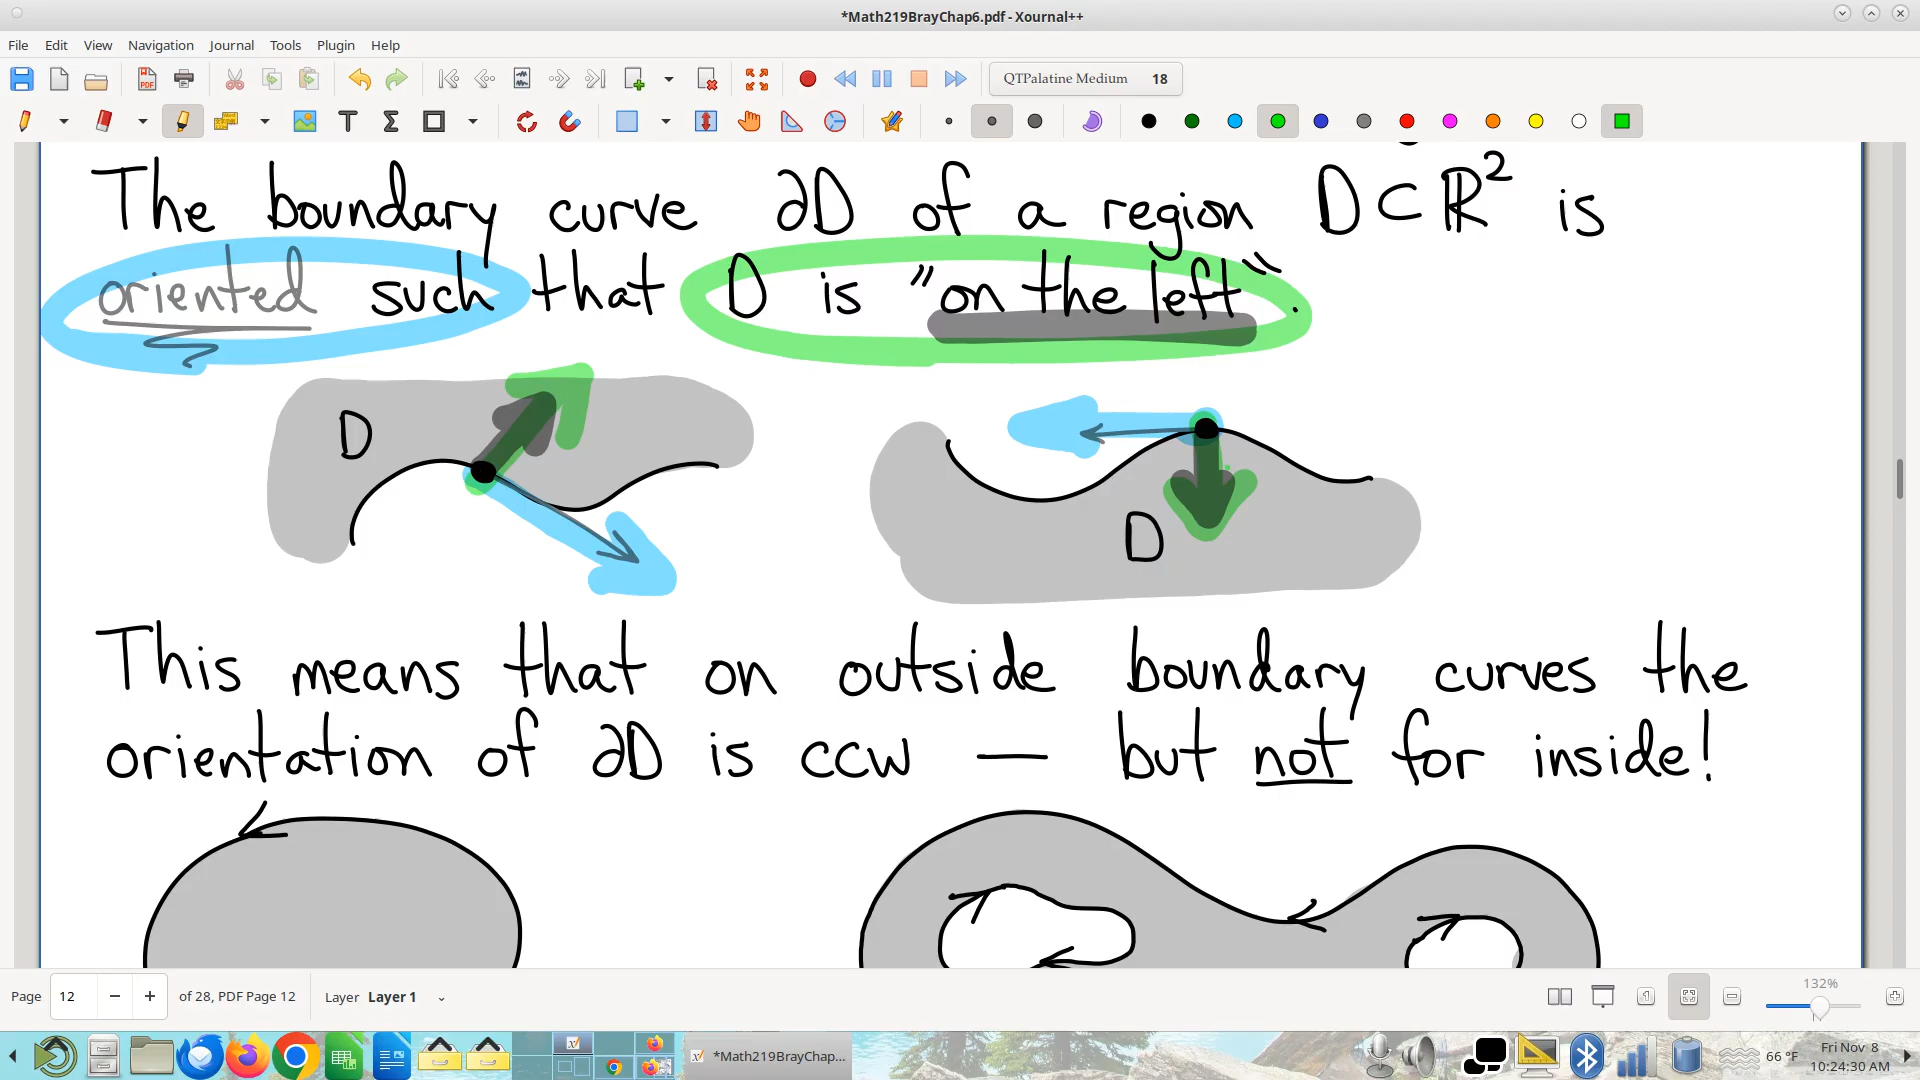 *Math219BrayChap6.pdf - Xournal++
File Edit View Navigation Journal Tools Plugin Help
QTPalatine Medium 18
The boundary curve ∂D of a region D ⊂ ℝ² is
oriented such that D is "on the left".
D
D
This means that on outside boundary curves the
orientation of ∂D is ccw — but not for inside!
Page 12 of 28, PDF Page 12 Layer Layer 1
132%
*Math219BrayChap...
66 °F
Fri Nov 8
10:24:30 AM